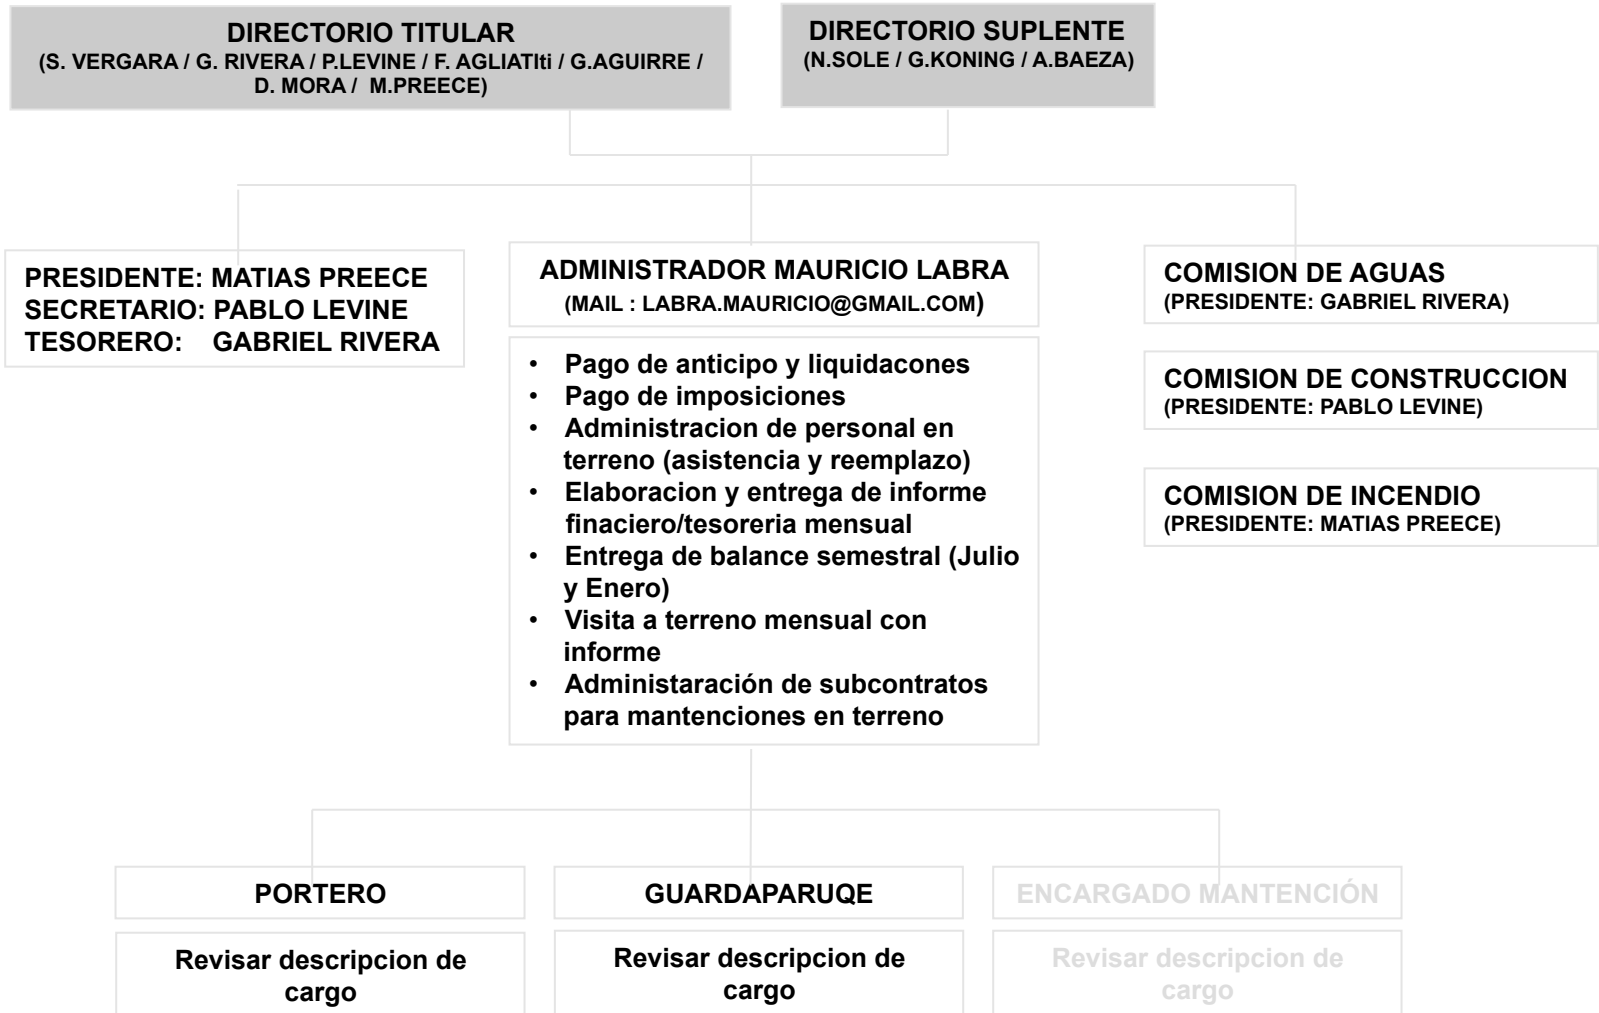 DIRECTORIO TITULAR
(S. VERGARA / G. RIVERA / P.LEVINE / F. AGLIATIti / G.AGUIRRE /
D. MORA /  M.PREECE)
DIRECTORIO SUPLENTE
(N.SOLE / G.KONING / A.BAEZA)
PRESIDENTE: MATIAS PREECE
SECRETARIO: PABLO LEVINE
TESORERO:    GABRIEL RIVERA
ADMINISTRADOR MAURICIO LABRA
(MAIL : LABRA.MAURICIO@GMAIL.COM)
• Pago de anticipo y liquidacones
• Pago de imposiciones
• Administracion de personal en
terreno (asistencia y reemplazo)
• Elaboracion y entrega de informe
finaciero/tesoreria mensual
• Entrega de balance semestral (Julio
y Enero)
• Visita a terreno mensual con
informe
• Administaración de subcontratos
para mantenciones en terreno
COMISION DE AGUAS
(PRESIDENTE: GABRIEL RIVERA)
COMISION DE CONSTRUCCION
(PRESIDENTE: PABLO LEVINE)
COMISION DE INCENDIO
(PRESIDENTE: MATIAS PREECE)
PORTERO
Revisar descripcion de
cargo
GUARDAPARUQE
Revisar descripcion de
cargo
ENCARGADO MANTENCIÓN
Revisar descripcion de
cargo